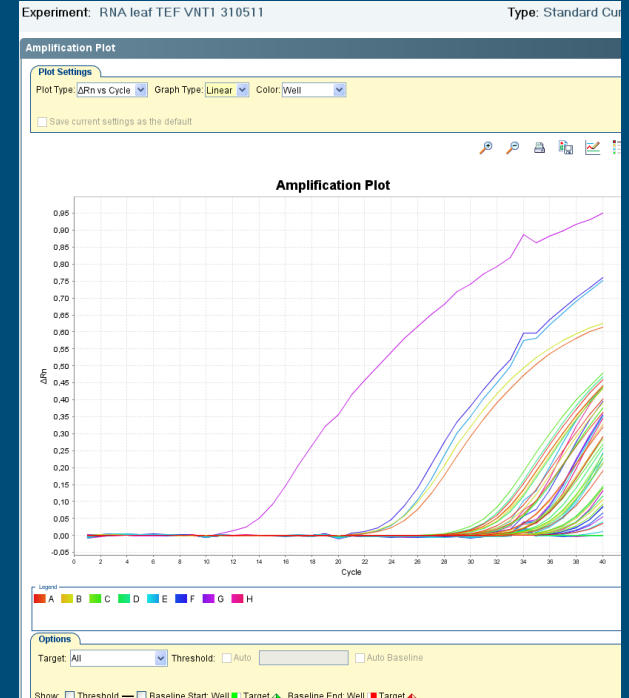 Experiment: RNA leaf TEF VNT1 310511 Type: Standard Cur
Amplification Plot
Plot Settings
Plot Type: ΔRn vs Cycle Graph Type: Linear Color: Well
Save current settings as the default
Amplification Plot
0,95
0,90
0,85
0,80
0,75
0,70
0,65
0,60
0,55
0,50
0,45
0,40
0,35
0,30
0,25
0,20
0,15
0,10
0,05
0,00
-0,05
ΔRn
0 2 4 6 8 10 12 14 16 18 20 22 24 26 28 30 32 34 36 38 40
Cycle
Legend
A B C D E F G H
Options
Target: All Threshold: Auto Auto Baseline
Show: Threshold Baseline Start: Well Target Baseline End: Well Target